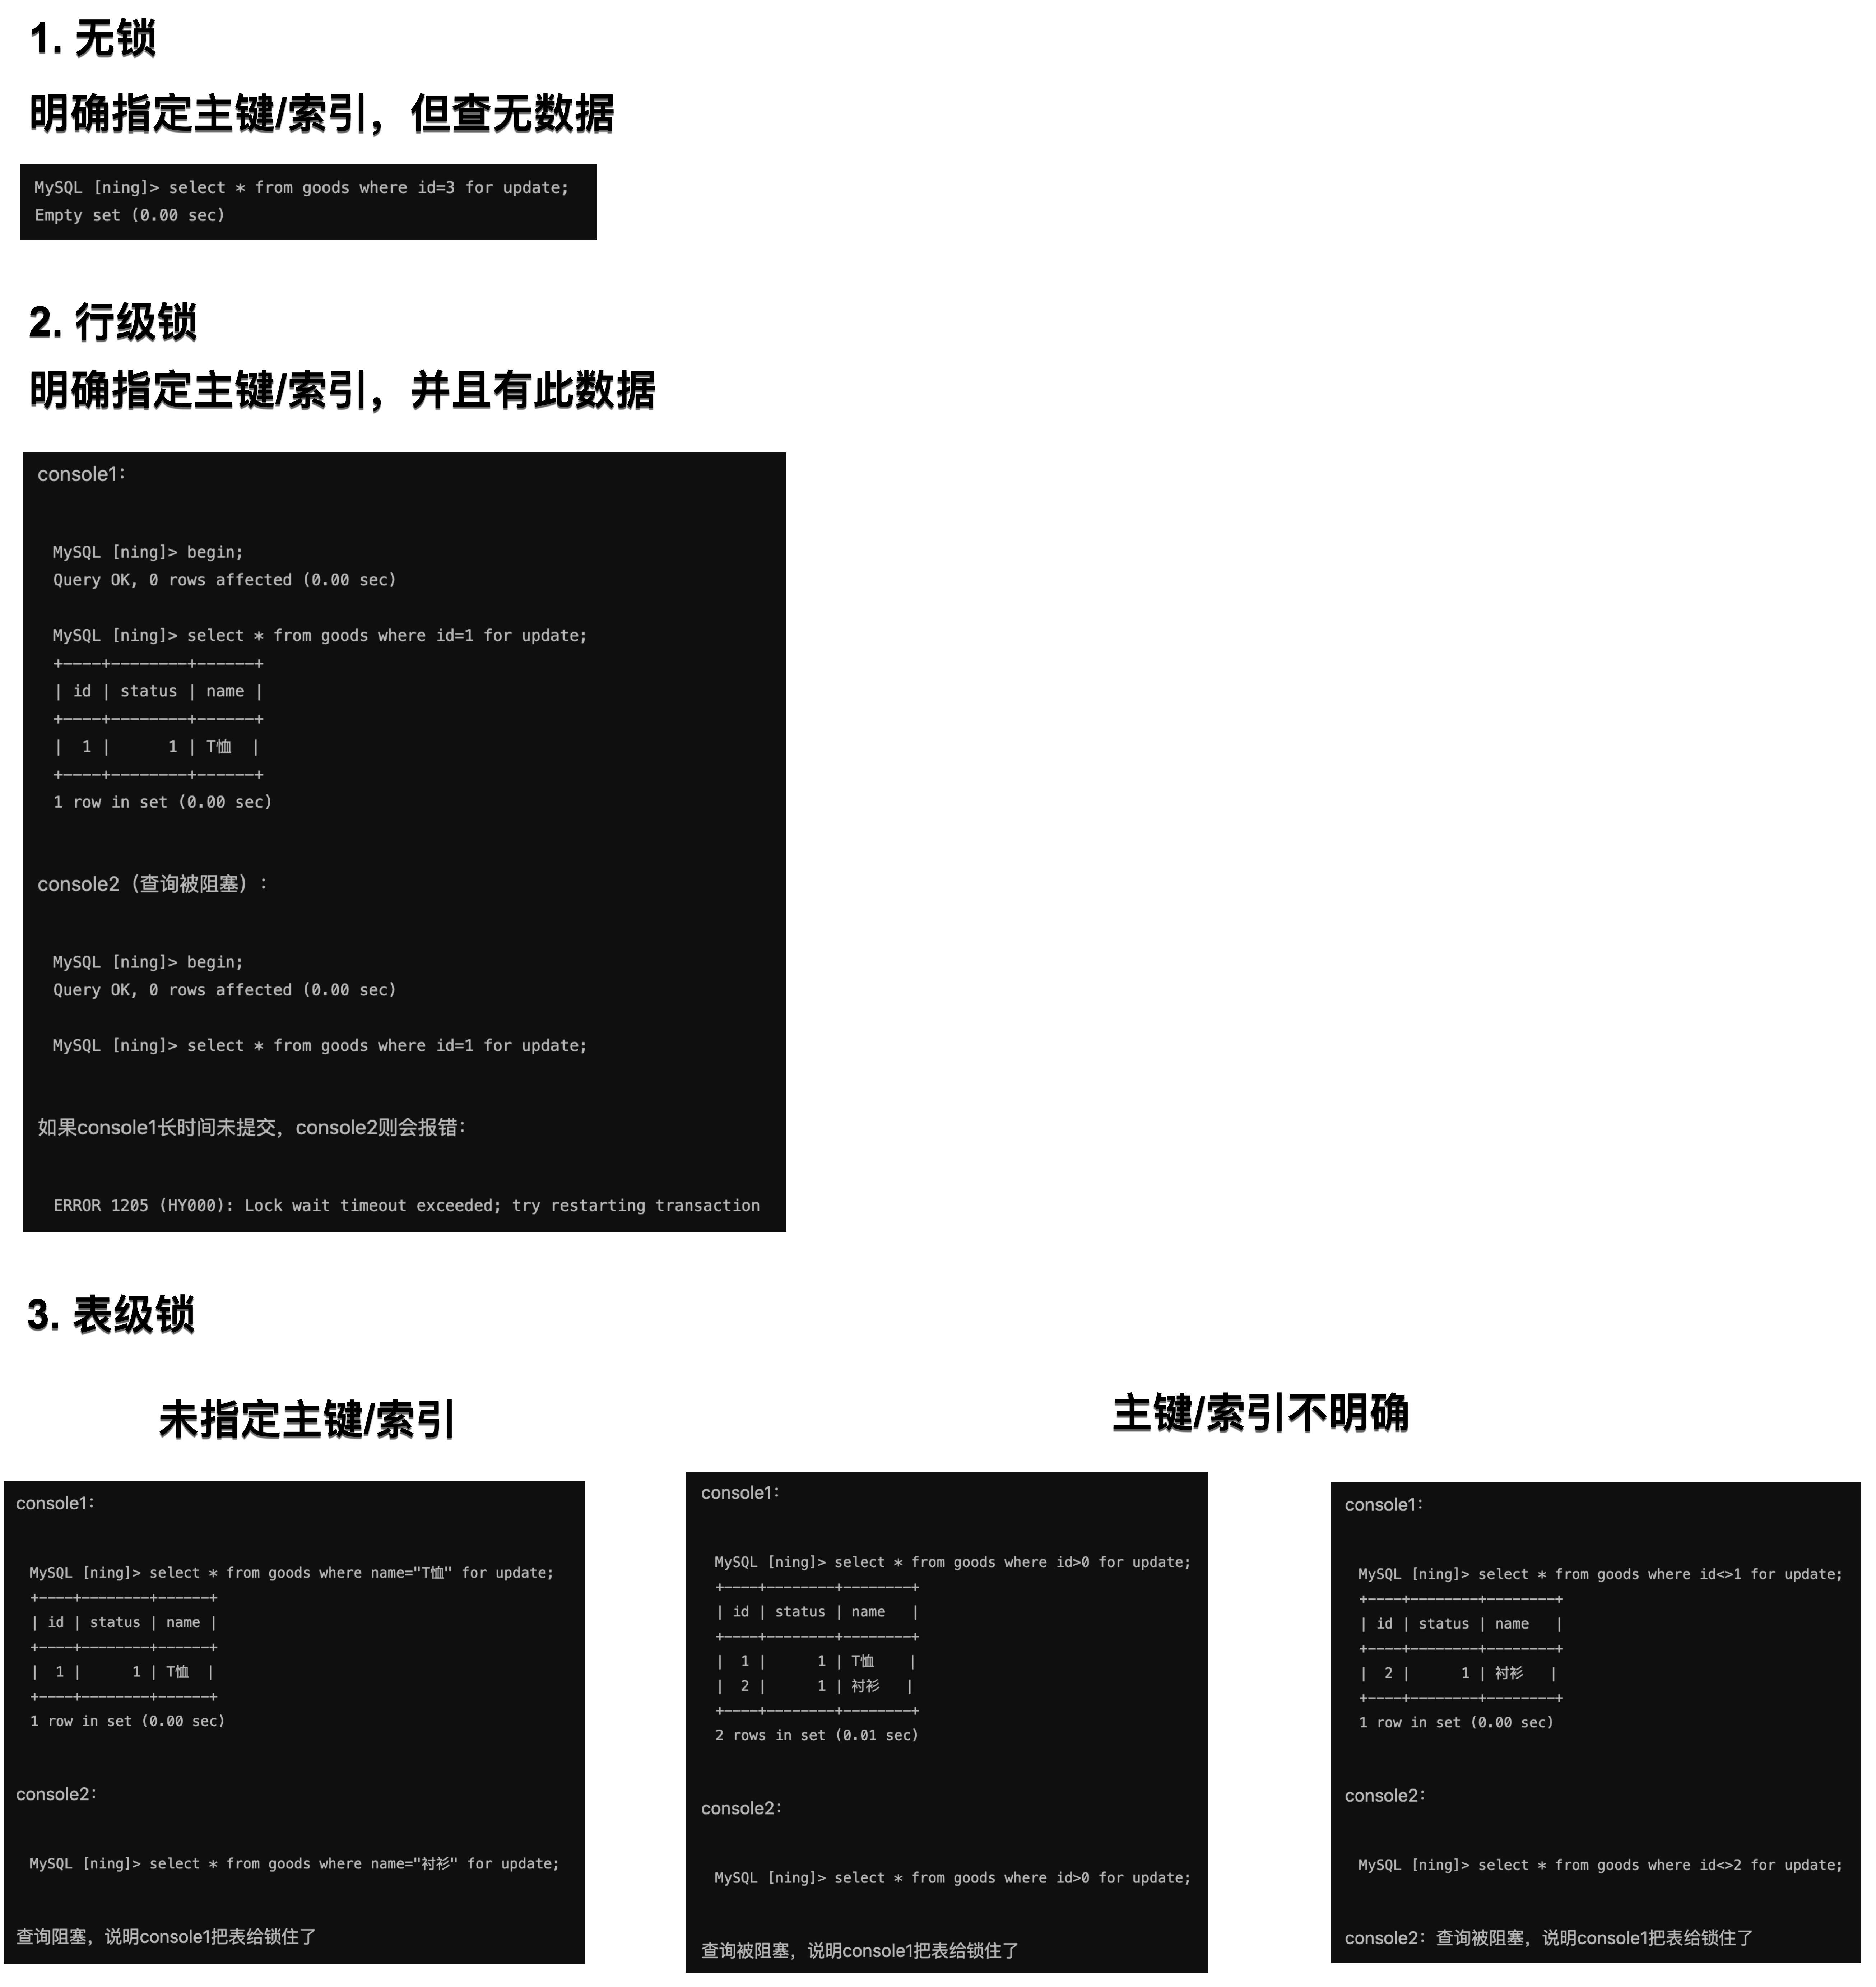 1. 无锁
明确指定主键/索引，但查无数据
MySQL [ning]> select * from goods where id=3 for update;
Empty set (0.00 sec)
2. 行级锁
明确指定主键/索引，并且有此数据
console1：
MySQL [ning]> begin;
Query OK, 0 rows affected (0.00 sec)
MySQL [ning]> select * from goods where id=1 for update;
+----+--------+------+
| id | status | name |
+----+--------+------+
|  1 |      1 | T恤  |
+----+--------+------+
1 row in set (0.00 sec)
console2（查询被阻塞）：
MySQL [ning]> begin;
Query OK, 0 rows affected (0.00 sec)
MySQL [ning]> select * from goods where id=1 for update;
如果console1长时间未提交，console2则会报错：
ERROR 1205 (HY000): Lock wait timeout exceeded; try restarting transaction
3. 表级锁
未指定主键/索引
console1：
MySQL [ning]> select * from goods where name="T恤" for update;
+----+--------+------+
| id | status | name |
+----+--------+------+
|  1 |      1 | T恤  |
+----+--------+------+
1 row in set (0.00 sec)
console2：
MySQL [ning]> select * from goods where name="衬衫" for update;
查询阻塞，说明console1把表给锁住了
主键/索引不明确
console1：
MySQL [ning]> select * from goods where id>0 for update;
+----+--------+--------+
| id | status | name   |
+----+--------+--------+
|  1 |      1 | T恤    |
|  2 |      1 | 衬衫   |
+----+--------+--------+
2 rows in set (0.01 sec)
console2：
MySQL [ning]> select * from goods where id>0 for update;
查询被阻塞，说明console1把表给锁住了
console1：
MySQL [ning]> select * from goods where id<>1 for update;
+----+--------+--------+
| id | status | name   |
+----+--------+--------+
|  2 |      1 | 衬衫   |
+----+--------+--------+
1 row in set (0.00 sec)
console2：
MySQL [ning]> select * from goods where id<>2 for update;
console2：查询被阻塞，说明console1把表给锁住了